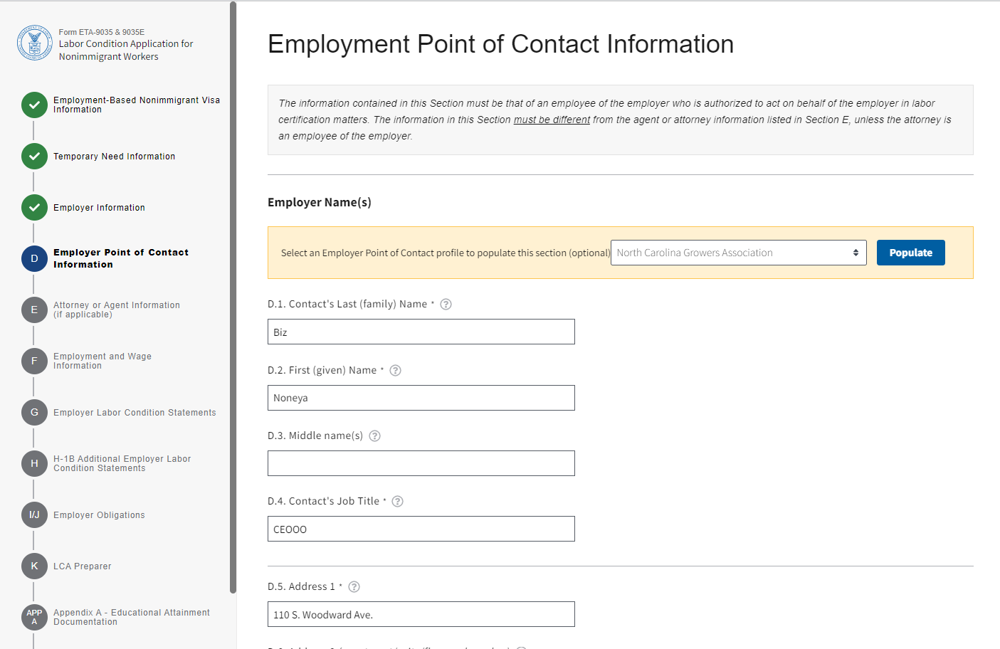 Form ETA-9035 & 9035E
Labor Condition Application for
Nonimmigrant Workers
Employment-Based Nonimmigrant Visa
Information
Temporary Need Information
Employer Information
D
Employer Point of Contact
Information
E
Attorney or Agent Information
(if applicable)
F
Employment and Wage
Information
G
Employer Labor Condition Statements
H
H-1B Additional Employer Labor
Condition Statements
I/J
Employer Obligations
K
LCA Preparer
APP
A
Appendix A - Educational Attainment
Documentation
Employment Point of Contact Information
The information contained in this Section must be that of an employee of the employer who is authorized to act on behalf of the employer in labor
certification matters. The information in this Section must be different from the agent or attorney information listed in Section E, unless the attorney is
an employee of the employer.
Employer Name(s)
Select an Employer Point of Contact profile to populate this section (optional)
North Carolina Growers Association
Populate
D.1. Contact's Last (family) Name * ?
Biz
D.2. First (given) Name * ?
Noneya
D.3. Middle name(s) ?
D.4. Contact's Job Title * ?
CEOOO
D.5. Address 1 * ?
110 S. Woodward Ave.